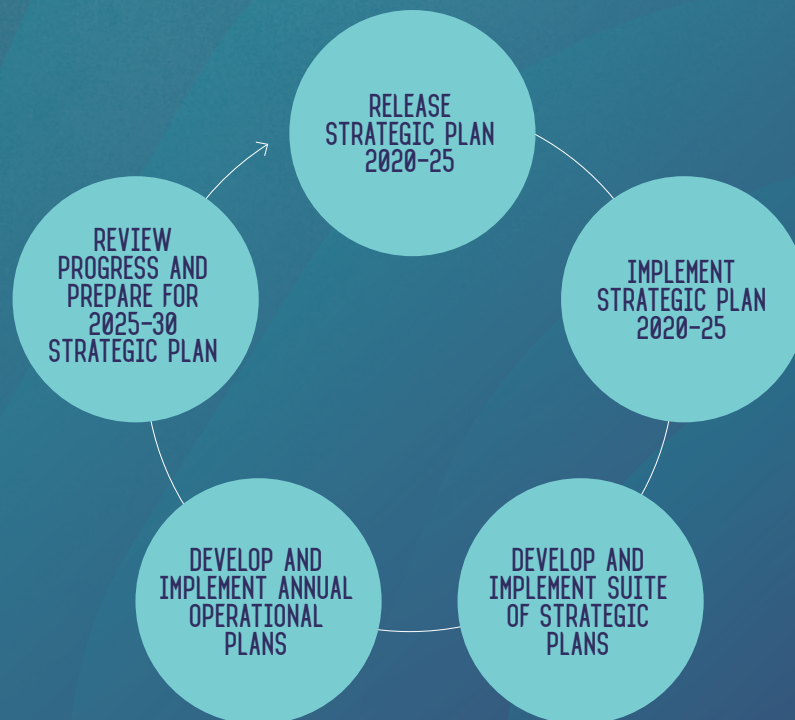 RELEASE
STRATEGIC PLAN
2020-25
IMPLEMENT
STRATEGIC PLAN
2020-25
DEVELOP AND
IMPLEMENT SUITE
OF STRATEGIC
PLANS
DEVELOP AND
IMPLEMENT ANNUAL
OPERATIONAL
PLANS
REVIEW
PROGRESS AND
PREPARE FOR
2025-30
STRATEGIC PLAN